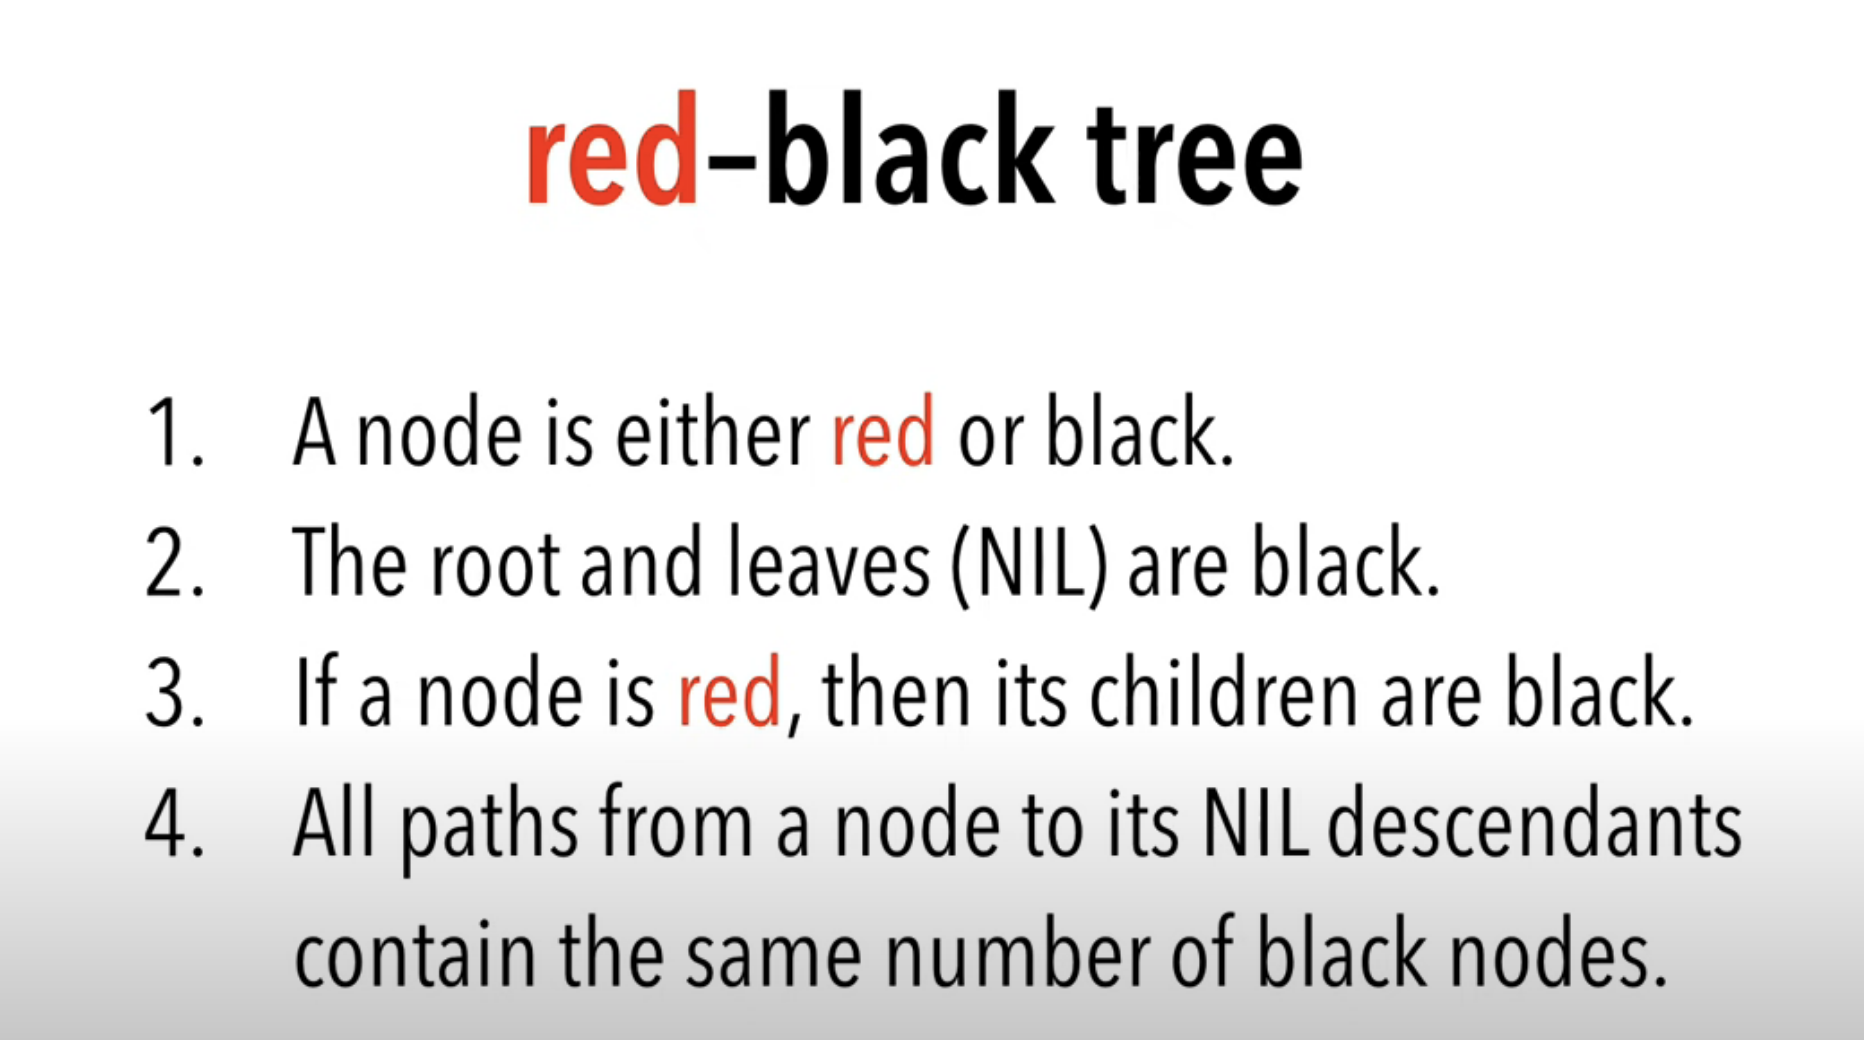 red–black tree
1. A node is either red or black.
2. The root and leaves (NIL) are black.
3. If a node is red, then its children are black.
4. All paths from a node to its NIL descendants
contain the same number of black nodes.